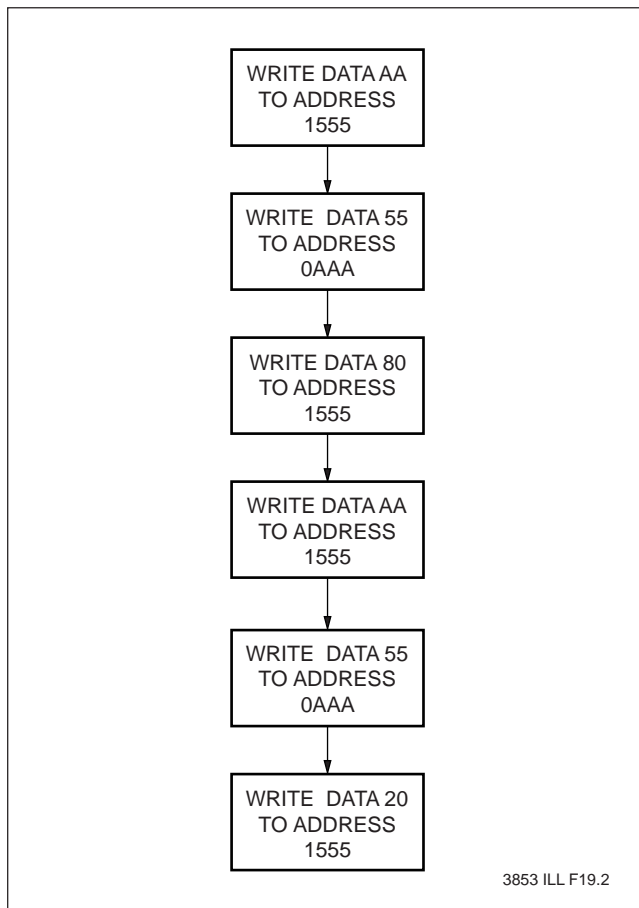 WRITE DATA AA
TO ADDRESS
1555
WRITE DATA 55
TO ADDRESS
0AAA
WRITE DATA 80
TO ADDRESS
1555
WRITE DATA AA
TO ADDRESS
1555
WRITE DATA 55
TO ADDRESS
0AAA
WRITE DATA 20
TO ADDRESS
1555
3853 ILL F19.2